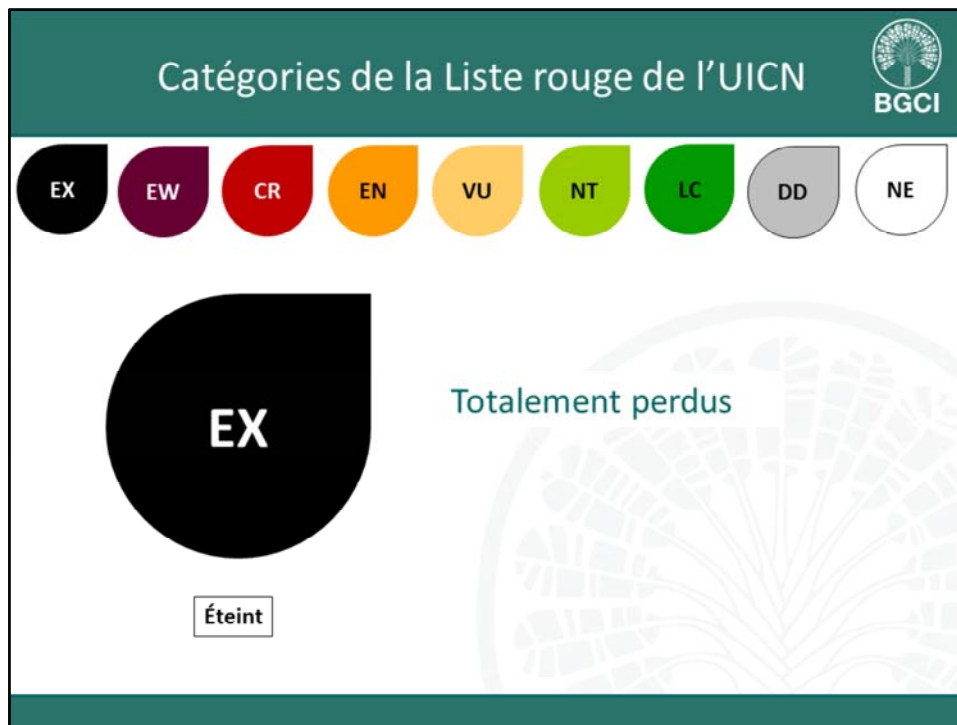 Catégories de la Liste rouge de l’UICN
BGCI
EX EW CR EN VU NT LC DD NE
EX
Totalement perdus
Éteint